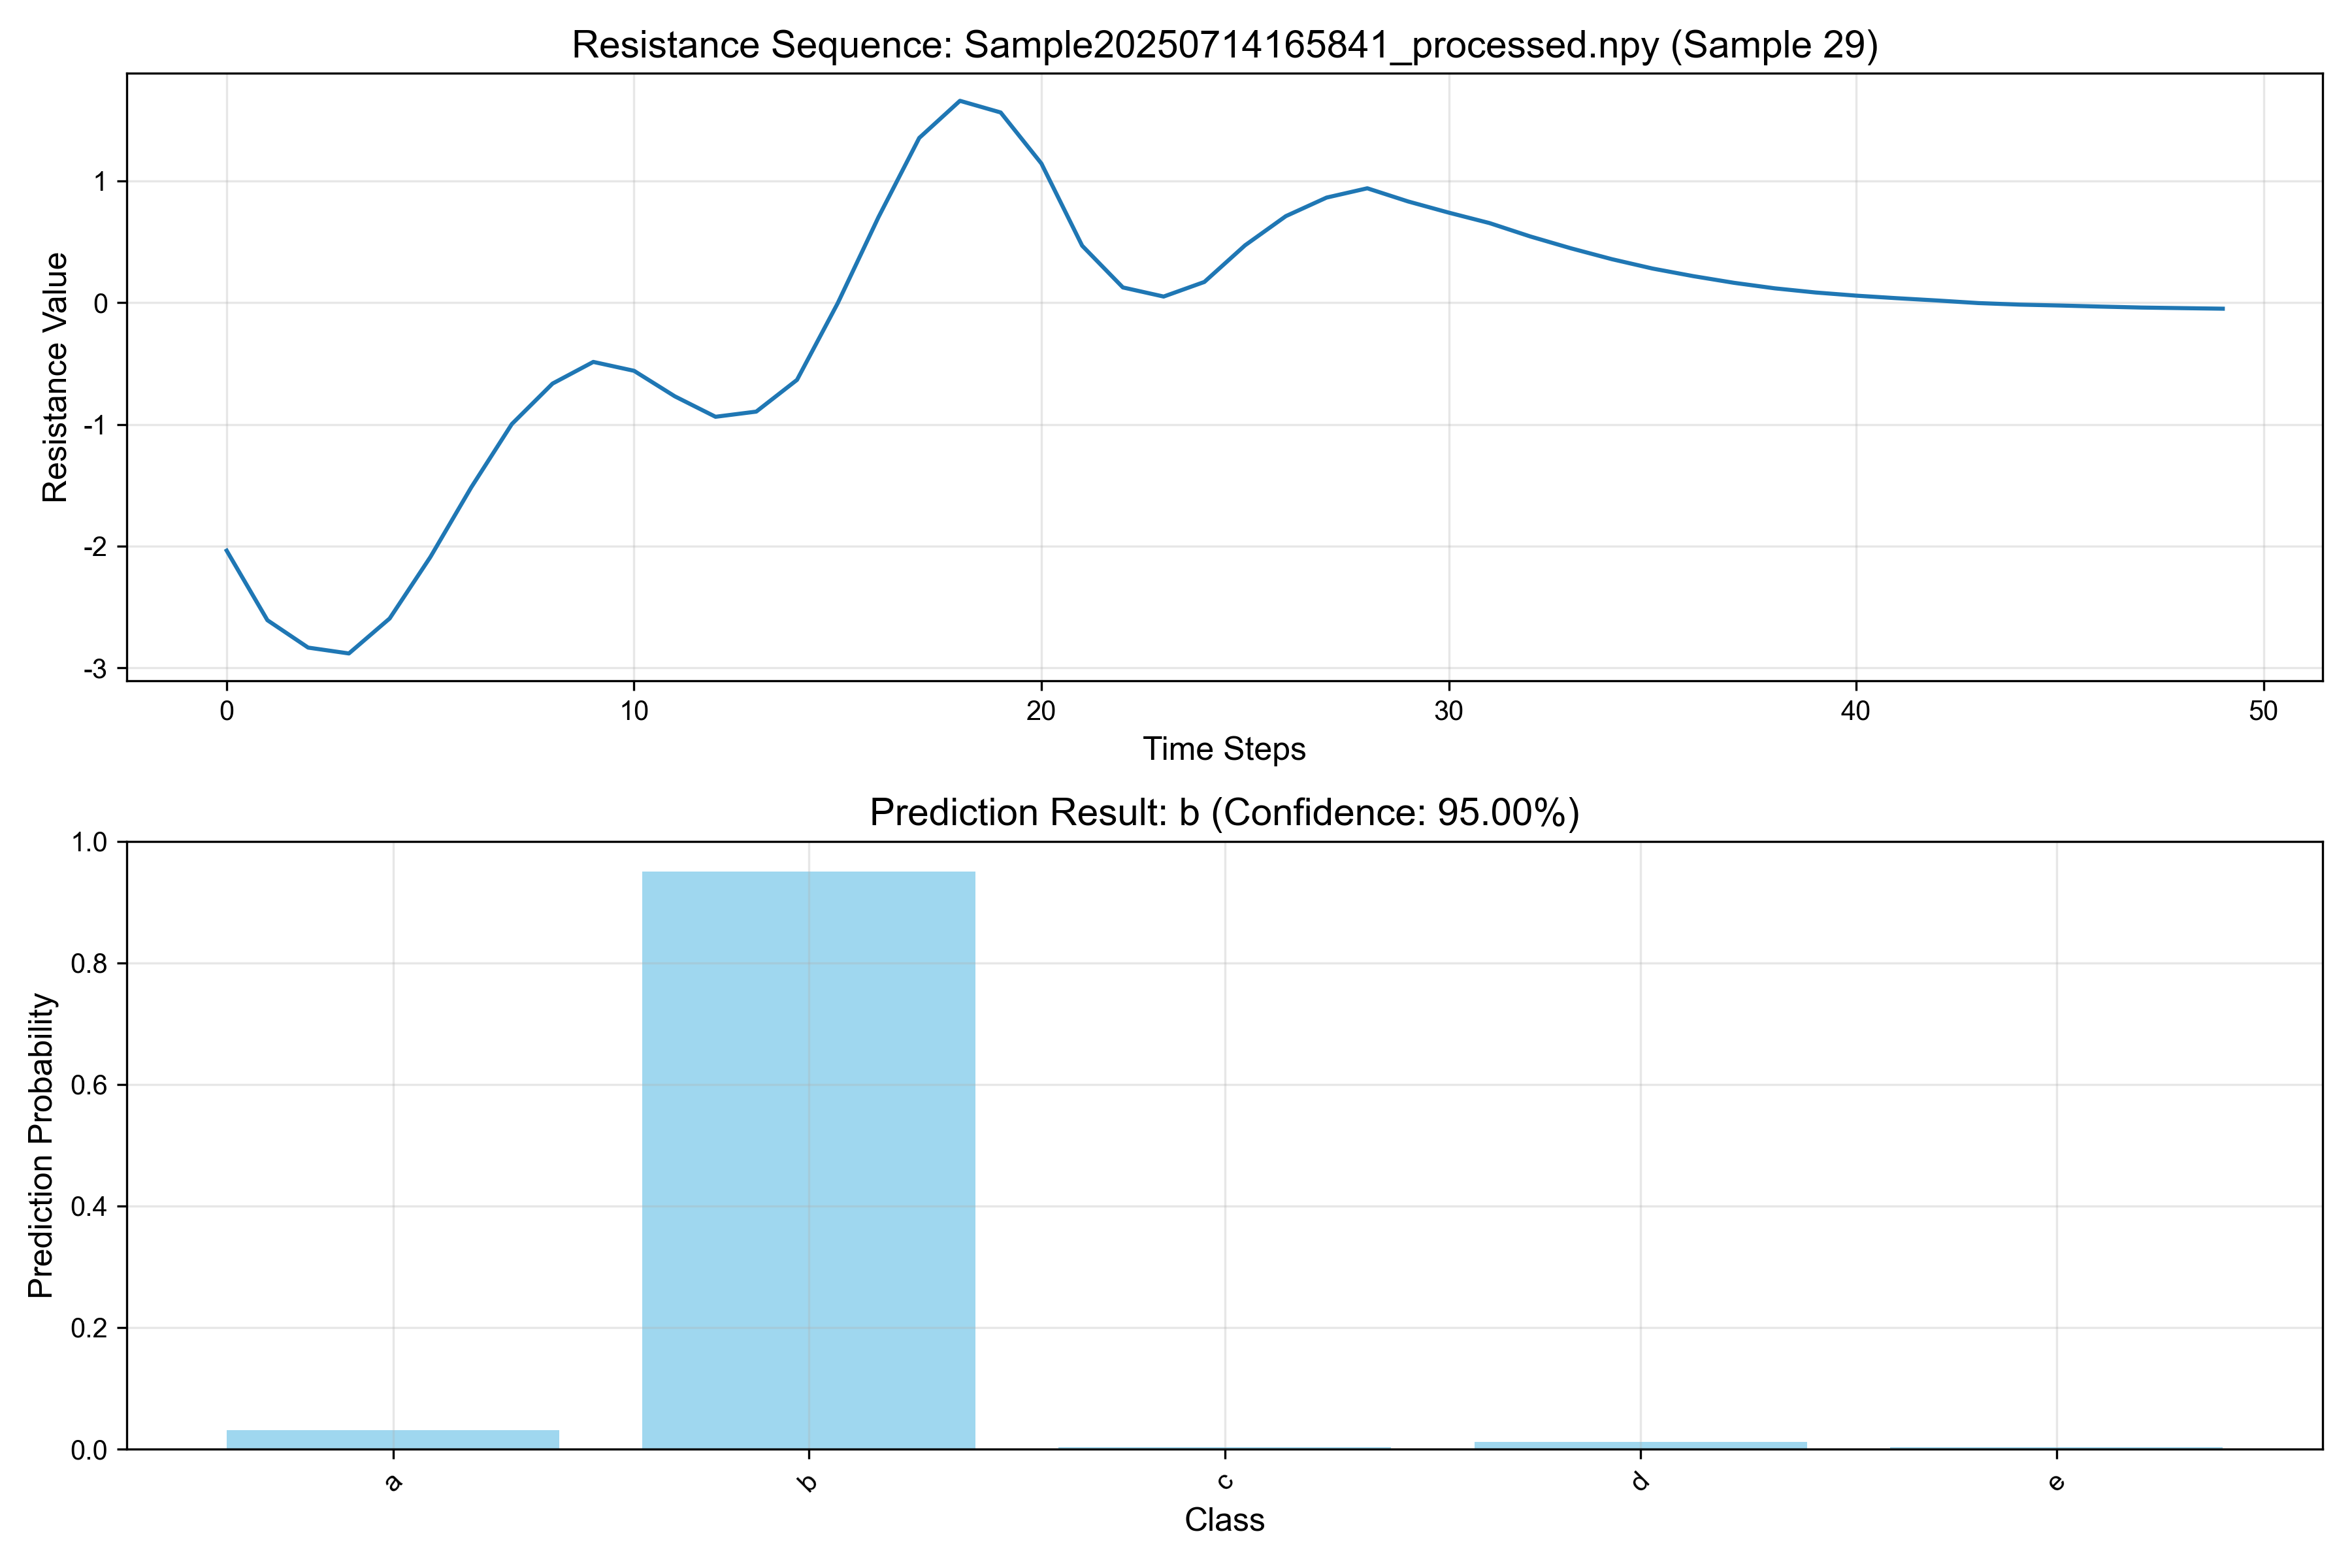 Resistance Sequence: Sample20250714165841_processed.npy (Sample 29)
Resistance Value
1
0
-1
-2
-3
0 10 20 30 40 50
Time Steps
Prediction Result: b (Confidence: 95.00%)
Prediction Probability
1.0
0.8
0.6
0.4
0.2
0.0
a b c d e
Class